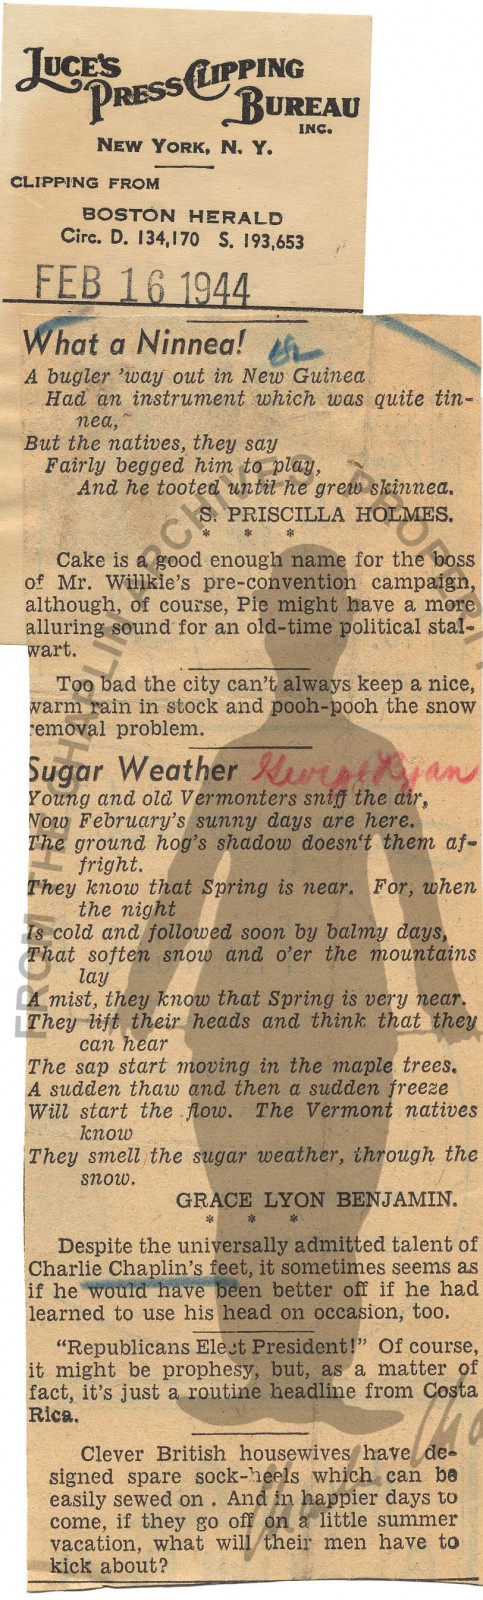 LUCE'S
PRESS CLIPPING
BUREAU
INC.
NEW YORK, N. Y.
CLIPPING FROM
BOSTON HERALD
Circ. D. 134,170 S. 193,653
FEB 16 1944
What a Ninnea!
A bugler 'way out in New Guinea
Had an instrument which was quite tin-
nea,
But the natives, they say
Fairly begged him to play,
And he tooted until he grew skinnea.
S. PRISCILLA HOLMES.
* * *
Cake is a good enough name for the boss
of Mr. Willkie's pre-convention campaign,
although, of course, Pie might have a more
alluring sound for an old-time political stal-
wart.
Too bad the city can't always keep a nice,
warm rain in stock and pooh-pooh the snow
removal problem.
Sugar Weather George Ryan
Young and old Vermonters sniff the air,
Now February's sunny days are here.
The ground hog's shadow doesn't them af-
fright.
They know that Spring is near. For, when
the night
Is cold and followed soon by balmy days,
That soften snow and o'er the mountains
lay
A mist, they know that Spring is very near.
They lift their heads and think that they
can hear
The sap start moving in the maple trees.
A sudden thaw and then a sudden freeze
Will start the flow. The Vermont natives
know
They smell the sugar weather, through the
snow.
GRACE LYON BENJAMIN.
* * *
Despite the universally admitted talent of
Charlie Chaplin's feet, it sometimes seems as
if he would have been better off if he had
learned to use his head on occasion, too.
"Republicans Elect President!" Of course,
it might be prophesy, but, as a matter of
fact, it's just a routine headline from Costa
Rica.
Clever British housewives have de-
signed spare sock-heels which can be
easily sewed on . And in happier days to
come, if they go off on a little summer
vacation, what will their men have to
kick about?
FROM THE CHAPLIN ARCHIVES PROPERTY